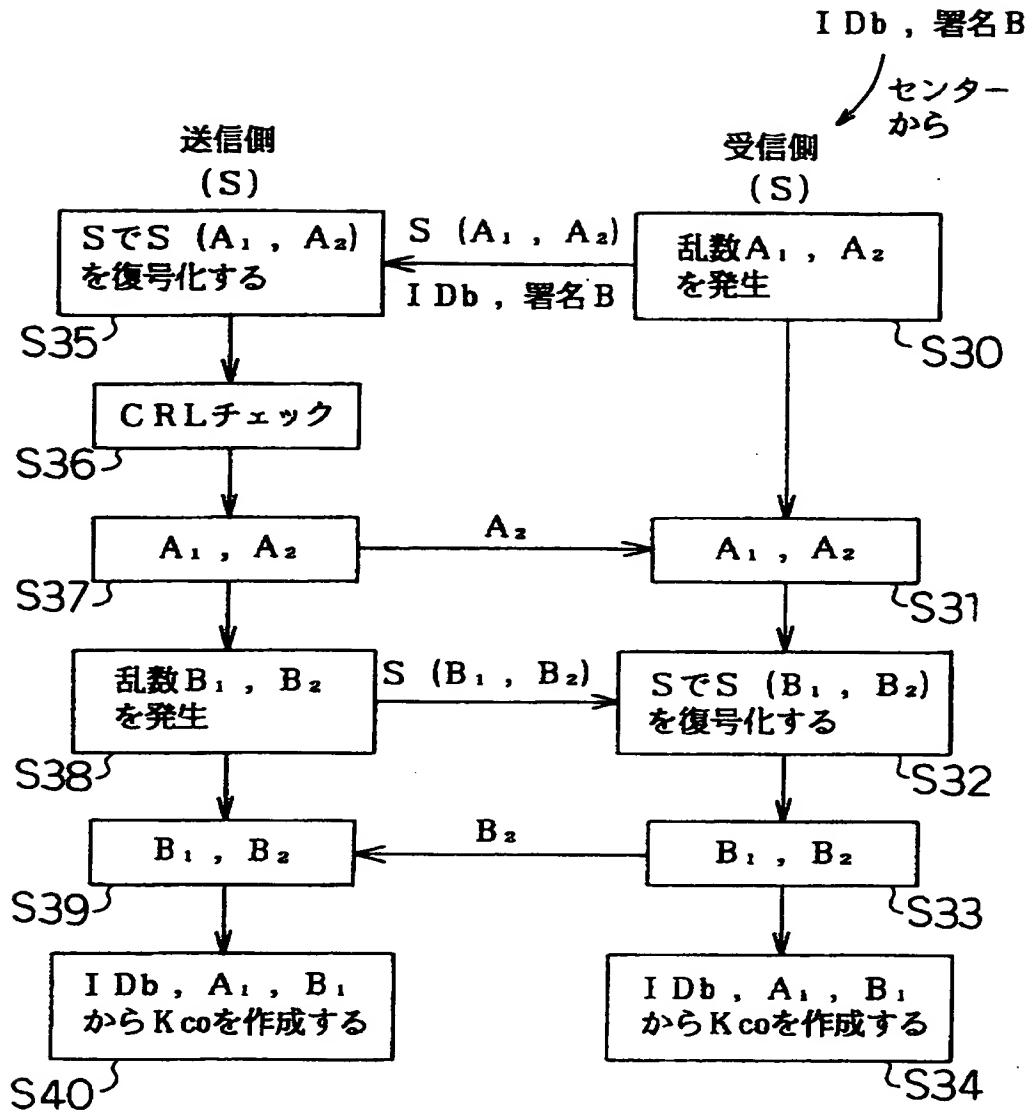 IDb，署名B
センター
から
送信側
(S)
受信側
(S)
SでS (A₁，A₂)
を復号化する
S35
S (A₁，A₂)
IDb，署名B
乱数A₁，A₂
を発生
S30
CRLチェック
S36
A₁，A₂
S37
A₂
A₁，A₂
S31
乱数B₁，B₂
を発生
S38
S (B₁，B₂)
SでS (B₁，B₂)
を復号化する
S32
B₁，B₂
S39
B₂
B₁，B₂
S33
IDb，A₁，B₁
からKcoを作成する
S40
IDb，A₁，B₁
からKcoを作成する
S34